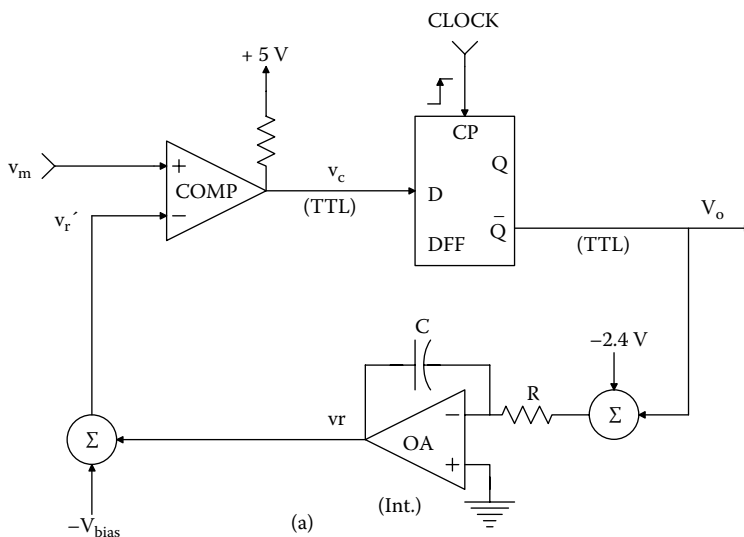 CLOCK
+ 5 V
CP
Q
v_m
+
COMP
−
v_c
(TTL)
D
DFF
Q̄
(TTL)
V_o
v_r´
C
−2.4 V
R
−
OA
+
Σ
vr
Σ
(Int.)
−V_bias
(a)